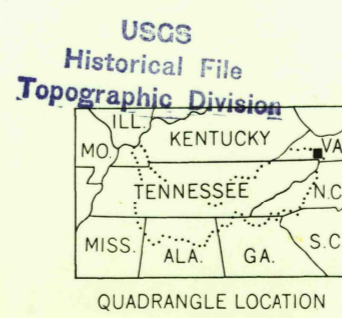 USGS
Historical File
Topographic Division
ILL.
KENTUCKY
VA
MO.
TENNESSEE
N.C
MISS.
ALA.
GA.
S.C
QUADRANGLE LOCATION